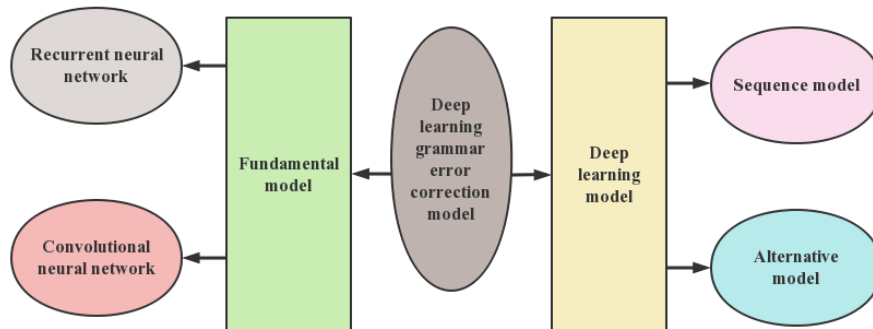 Recurrent neural
network
Convolutional
neural network
Fundamental
model
Deep
learning
grammar
error
correction
model
Deep
learning
model
Sequence model
Alternative
model